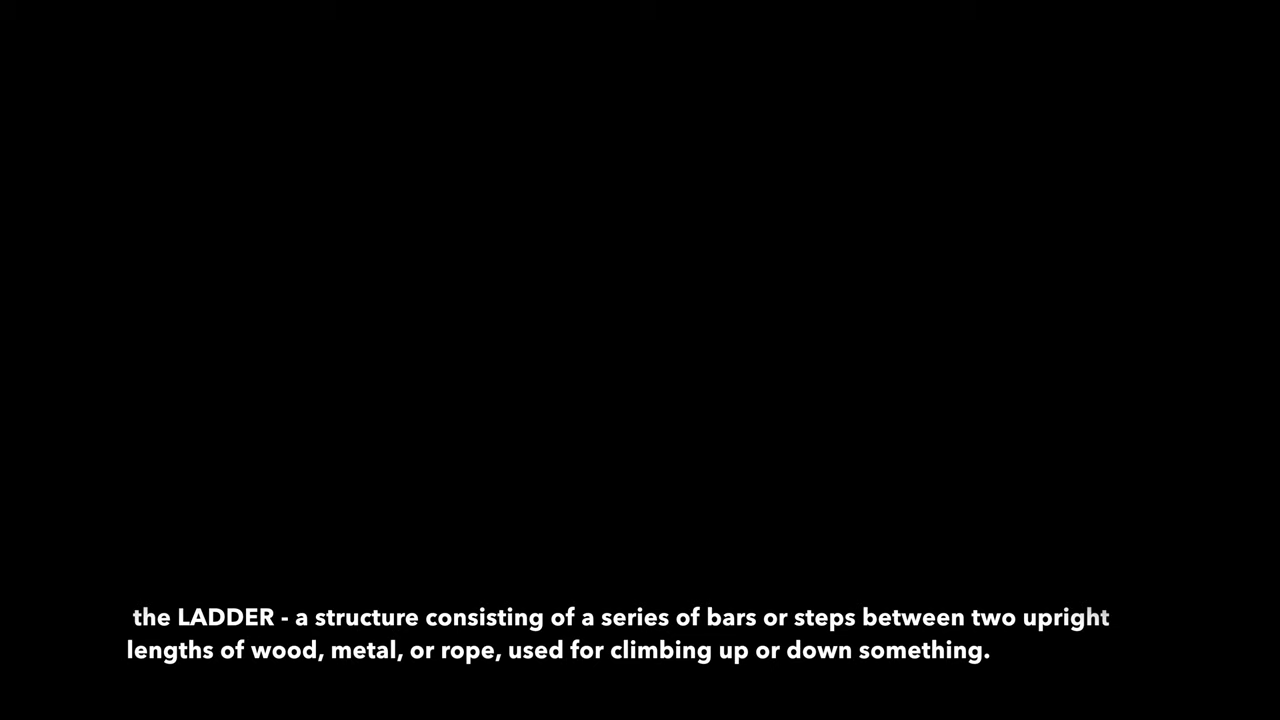 the LADDER - a structure consisting of a series of bars or steps between two upright
lengths of wood, metal, or rope, used for climbing up or down something.